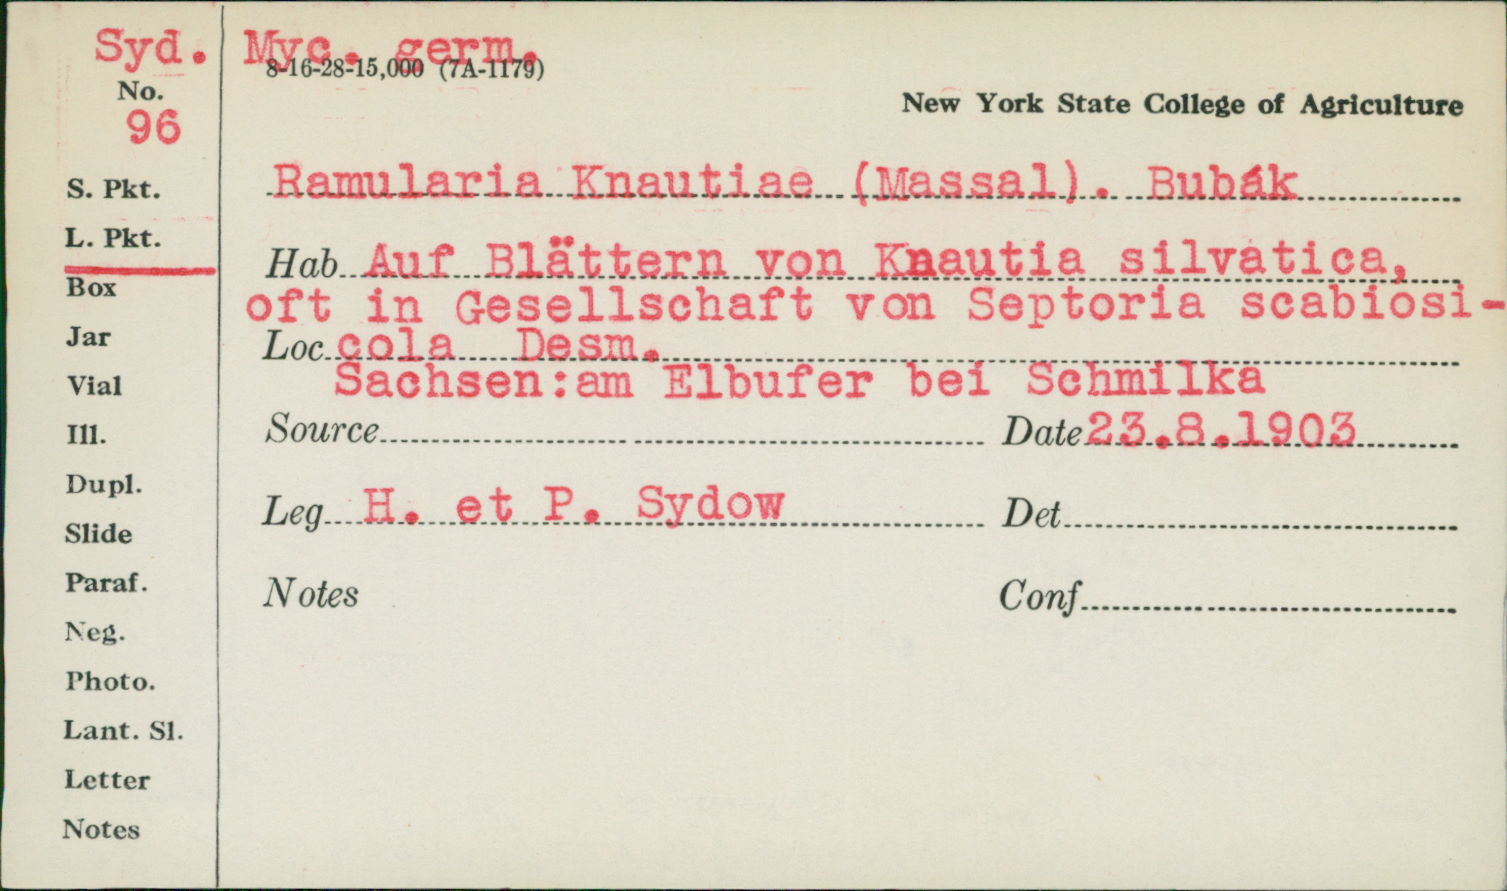 Syd. Myc. germ.
8-16-28-15,000 (7A-1179)
No.
96
New York State College of Agriculture
S. Pkt.
Ramularia Knautiae (Massal). Bubák
L. Pkt.
Hab Auf Blättern von Knautia silvatica,
Box
oft in Gesellschaft von Septoria scabiosi-
Jar
Loc cola Desm.
Vial
Sachsen:am Elbufer bei Schmilka
Ill.
Source Date 23.8.1903
Dupl.
Leg H. et P. Sydow Det
Slide
Paraf.
Notes Conf
Neg.
Photo.
Lant. Sl.
Letter
Notes